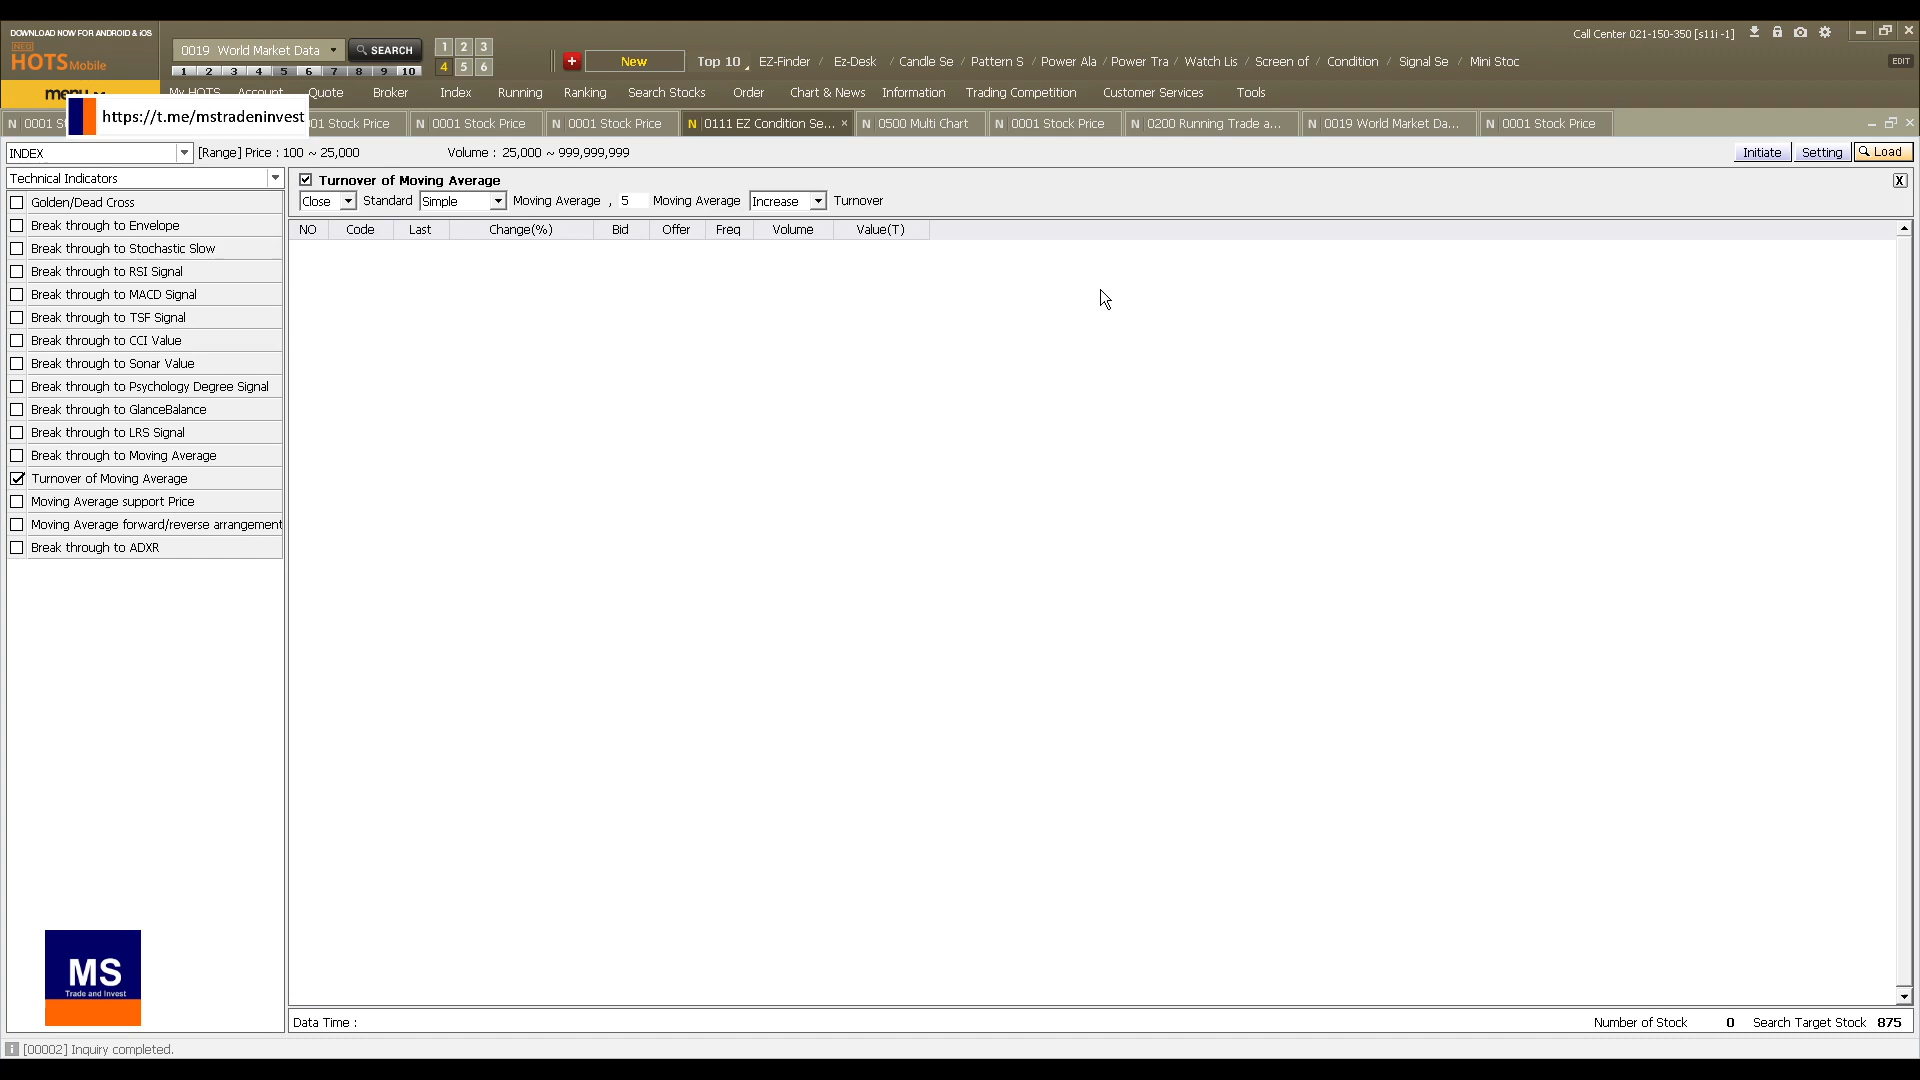 DOWNLOAD NOW FOR ANDROID & iOS
NEO
HOTS Mobile
0019 World Market Data
SEARCH
1 2 3
4 5 6
1 2 3 4 5 6 7 8 9 10
New
Top 10
EZ-Finder / Ez-Desk / Candle Se / Pattern S / Power Ala / Power Tra / Watch Lis / Screen of / Condition / Signal Se / Mini Stoc
Call Center 021-150-350 [s11i -1]
EDIT
menu
My HOTS Account Quote Broker Index Running Ranking Search Stocks Order Chart & News Information Trading Competition Customer Services Tools
https://t.me/mstradeninvest
N 0001 S
01 Stock Price
N 0001 Stock Price
N 0001 Stock Price
N 0111 EZ Condition Se... ×
N 0500 Multi Chart
N 0001 Stock Price
N 0200 Running Trade a...
N 0019 World Market Da...
N 0001 Stock Price
INDEX
[Range] Price : 100 ~ 25,000
Volume : 25,000 ~ 999,999,999
Initiate
Setting
Load
Technical Indicators
Golden/Dead Cross
Break through to Envelope
Break through to Stochastic Slow
Break through to RSI Signal
Break through to MACD Signal
Break through to TSF Signal
Break through to CCI Value
Break through to Sonar Value
Break through to Psychology Degree Signal
Break through to GlanceBalance
Break through to LRS Signal
Break through to Moving Average
Turnover of Moving Average
Moving Average support Price
Moving Average forward/reverse arrangement
Break through to ADXR
Turnover of Moving Average
X
Close Standard Simple Moving Average , 5 Moving Average Increase Turnover
NO Code Last Change(%) Bid Offer Freq Volume Value(T)
MS
Trade and Invest
Data Time :
Number of Stock 0 Search Target Stock 875
[00002] Inquiry completed.